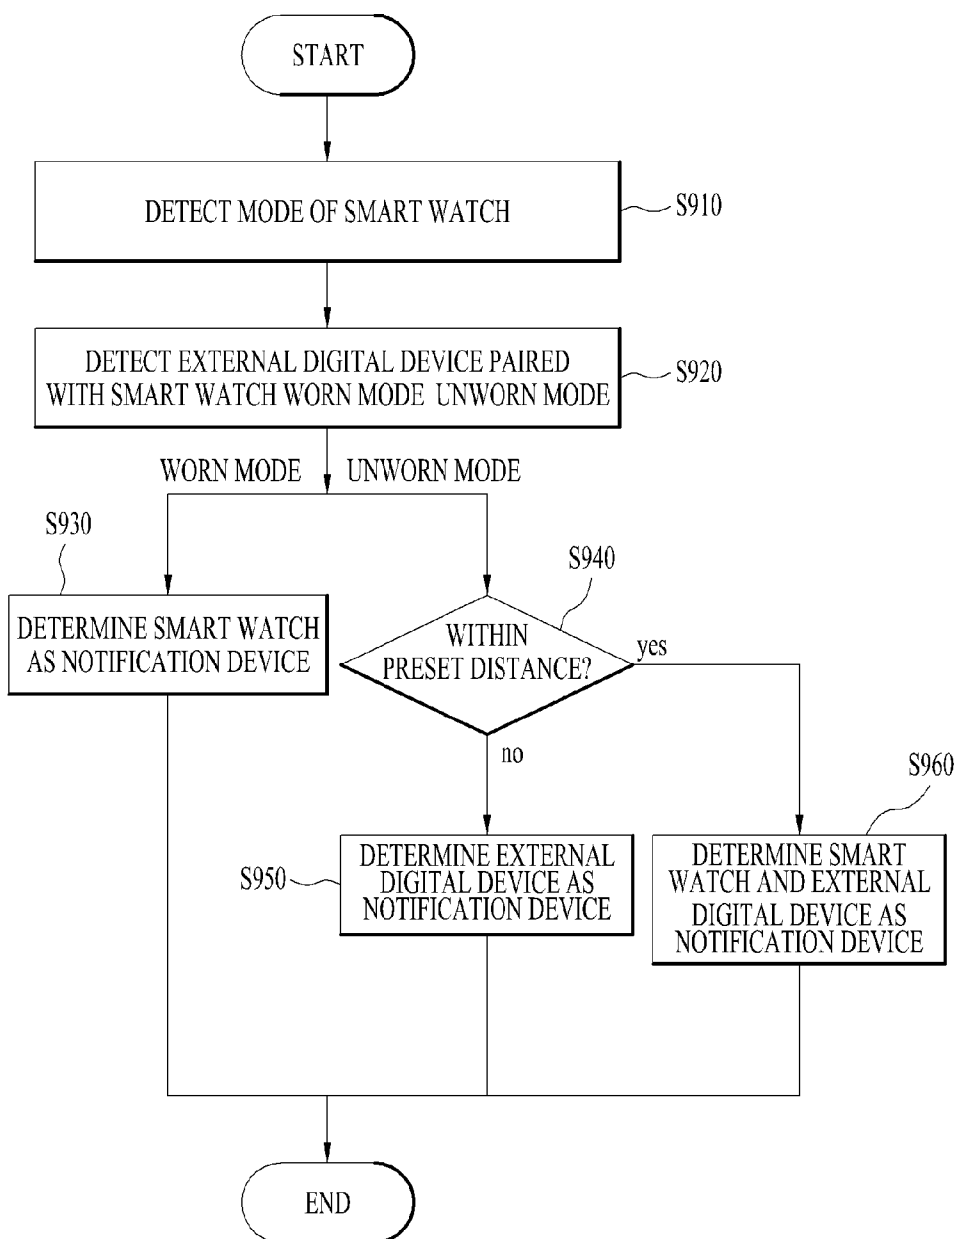 START
DETECT MODE OF SMART WATCH
S910
DETECT EXTERNAL DIGITAL DEVICE PAIRED
WITH SMART WATCH WORN MODE UNWORN MODE
S920
WORN MODE
UNWORN MODE
S930
DETERMINE SMART WATCH
AS NOTIFICATION DEVICE
S940
WITHIN
PRESET DISTANCE?
yes
no
S950
DETERMINE EXTERNAL
DIGITAL DEVICE AS
NOTIFICATION DEVICE
S960
DETERMINE SMART
WATCH AND EXTERNAL
DIGITAL DEVICE AS
NOTIFICATION DEVICE
END